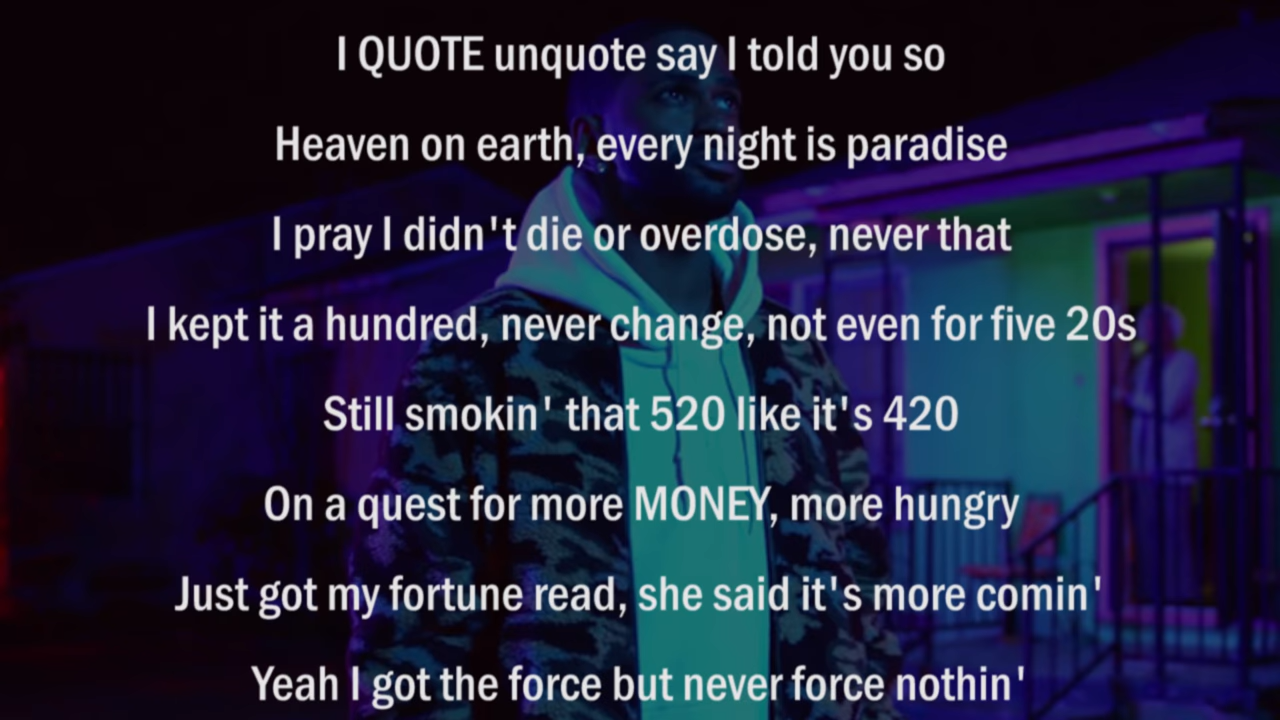 I QUOTE unquote say I told you so
Heaven on earth, every night is paradise
I pray I didn't die or overdose, never that
I kept it a hundred, never change, not even for five 20s
Still smokin' that 520 like it's 420
On a quest for more MONEY, more hungry
Just got my fortune read, she said it's more comin'
Yeah I got the force but never force nothin'